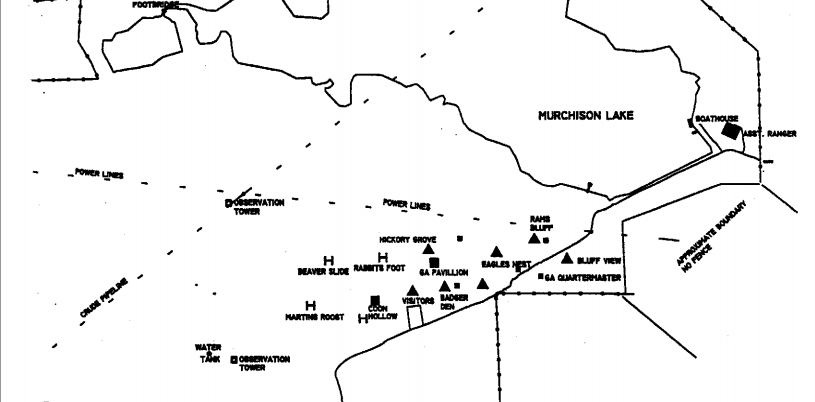 FOOTBRIDGE
MURCHISON LAKE
BOATHOUSE
ASST. RANGER
POWER LINES
OBSERVATION
TOWER
POWER LINES
RAMS
BLUFF
APPROXIMATE BOUNDARY
NO FENCE
HICKORY GROVE
EAGLES NEST
BLUFF VIEW
BEAVER SLIDE
RABBITS FOOT
GA PAVILLION
GA QUARTERMASTER
CRUDE PIPELINE
VISITORS
BADGER
DEN
MARTINS ROOST
COON
HOLLOW
WATER
TANK
OBSERVATION
TOWER